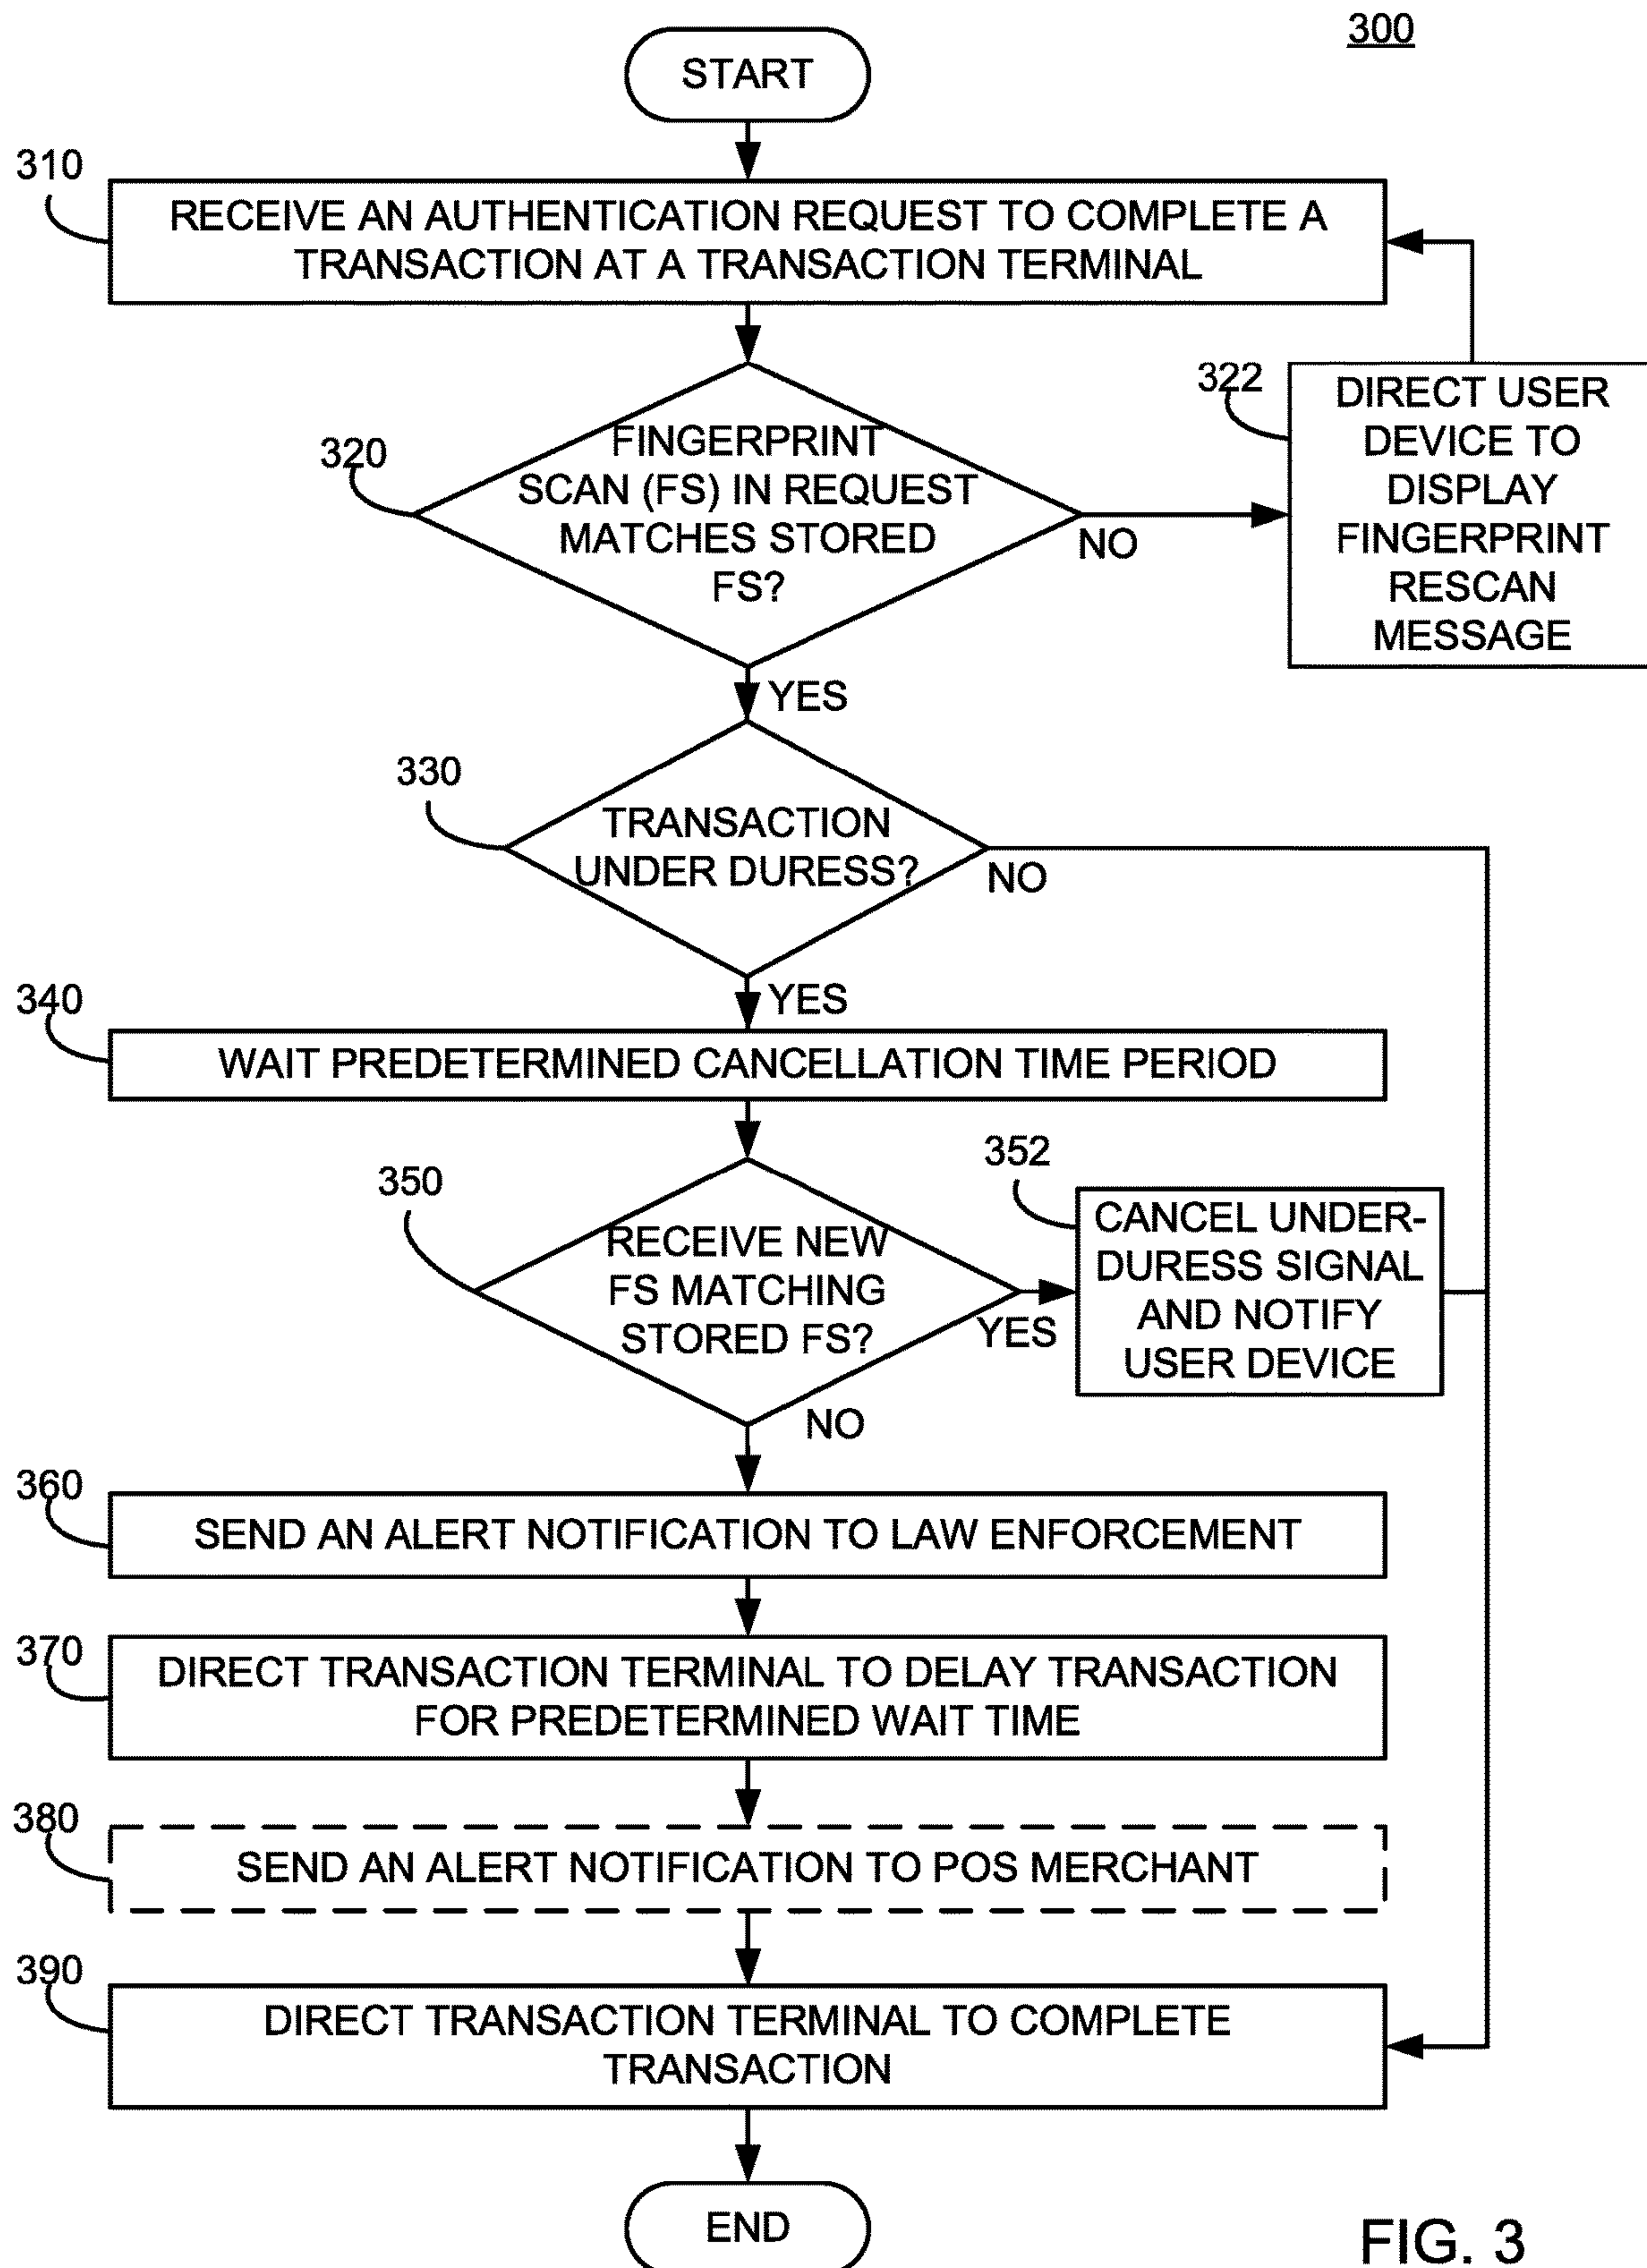 300
START
310
RECEIVE AN AUTHENTICATION REQUEST TO COMPLETE A
TRANSACTION AT A TRANSACTION TERMINAL
320
FINGERPRINT
SCAN (FS) IN REQUEST
MATCHES STORED
FS?
NO
322
DIRECT USER
DEVICE TO
DISPLAY
FINGERPRINT
RESCAN
MESSAGE
YES
330
TRANSACTION
UNDER DURESS?
NO
YES
340
WAIT PREDETERMINED CANCELLATION TIME PERIOD
350
RECEIVE NEW
FS MATCHING
STORED FS?
YES
352
CANCEL UNDER-
DURESS SIGNAL
AND NOTIFY
USER DEVICE
NO
360
SEND AN ALERT NOTIFICATION TO LAW ENFORCEMENT
370
DIRECT TRANSACTION TERMINAL TO DELAY TRANSACTION
FOR PREDETERMINED WAIT TIME
380
SEND AN ALERT NOTIFICATION TO POS MERCHANT
390
DIRECT TRANSACTION TERMINAL TO COMPLETE
TRANSACTION
END
FIG. 3